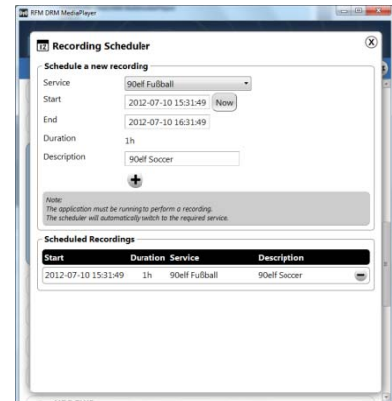 RFM DRM MediaPlayer
12 Recording Scheduler
Schedule a new recording
Service 90elf Fußball
Start 2012-07-10 15:31:49 Now
End 2012-07-10 16:31:49
Duration 1h
Description 90elf Soccer
Note:
The application must be running to perform a recording.
The scheduler will automatically switch to the required service.
Scheduled Recordings
Start Duration Service Description
2012-07-10 15:31:49 1h 90elf Fußball 90elf Soccer